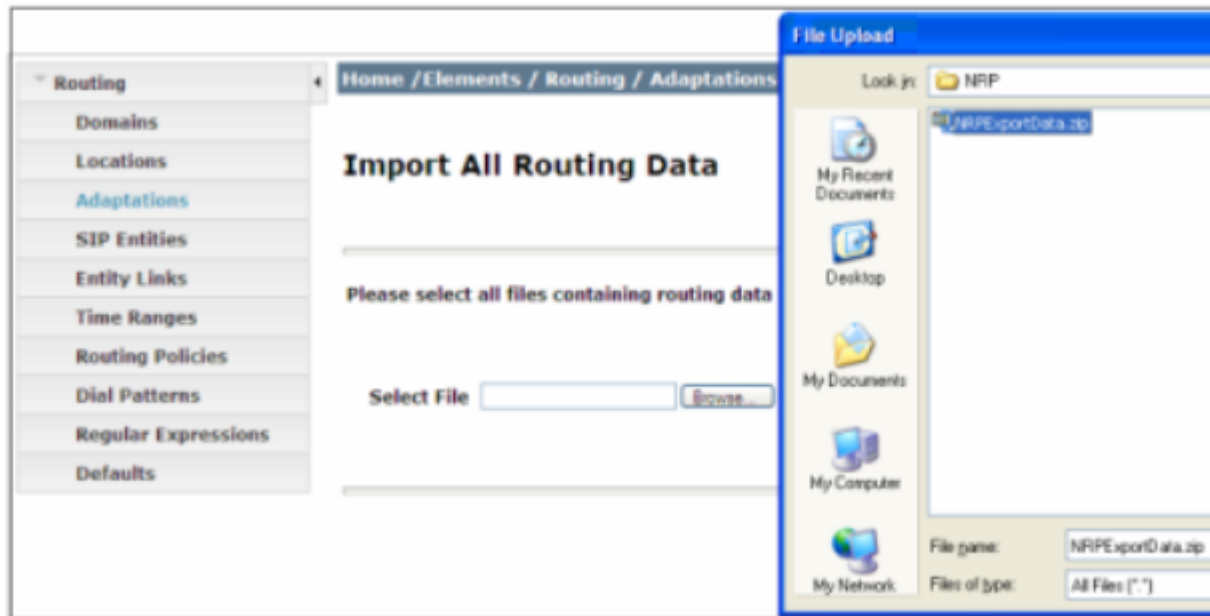 Routing
Domains
Locations
Adaptations
SIP Entities
Entity Links
Time Ranges
Routing Policies
Dial Patterns
Regular Expressions
Defaults
Home /Elements / Routing / Adaptations
Import All Routing Data
Please select all files containing routing data
Select File
Browse...
File Upload
Look in:
NRP
NRPExportData.zip
My Recent
Documents
Desktop
My Documents
My Computer
My Network
File name:
NRPExportData.zip
Files of type:
All Files (*.*)